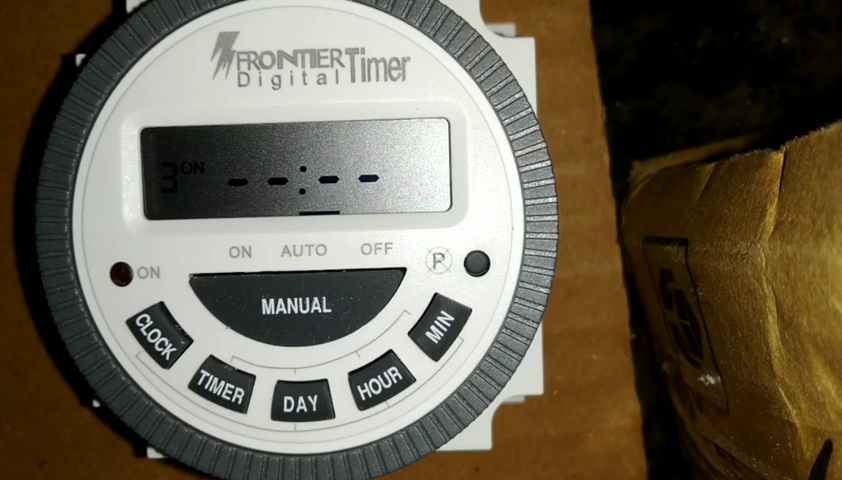 FRONTIER Timer
Digital
3 ON --:--
ON AUTO OFF
ON
P
MANUAL
CLOCK
TIMER
DAY
HOUR
MIN